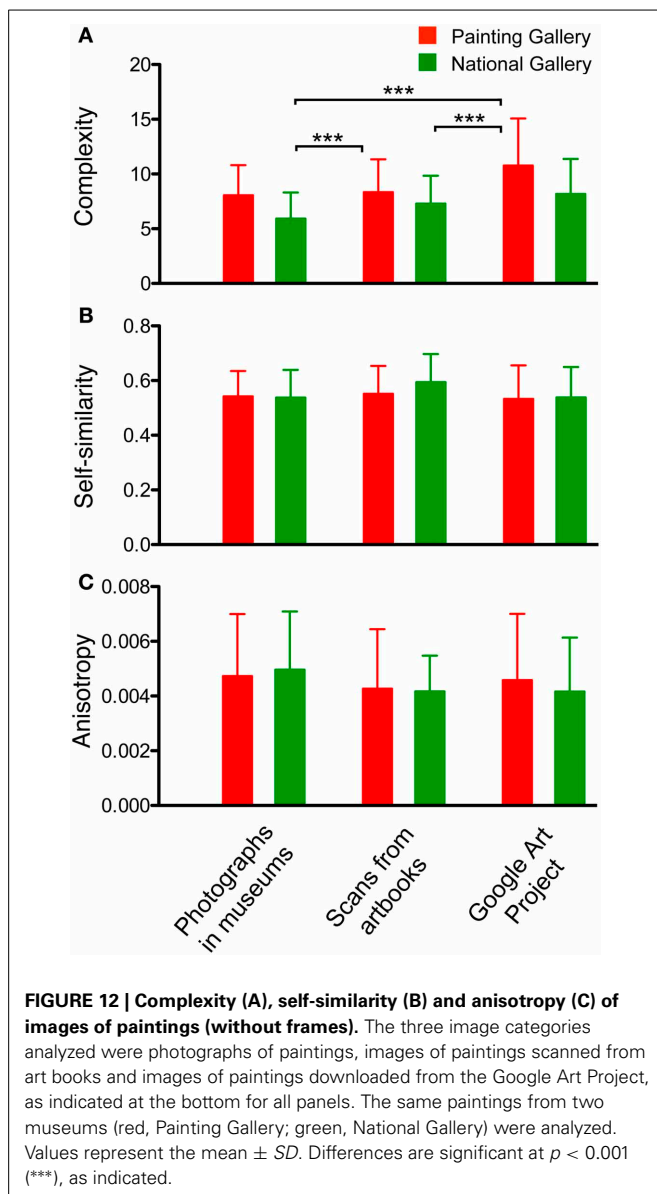 A
Painting Gallery
National Gallery
Complexity
20
15
10
5
0
***
***
***
B
Self-similarity
0.8
0.6
0.4
0.2
0.0
C
Anisotropy
0.008
0.006
0.004
0.002
0.000
Photographs
in museums
Scans from
artbooks
Google Art
Project
FIGURE 12 | Complexity (A), self-similarity (B) and anisotropy (C) of
images of paintings (without frames). The three image categories
analyzed were photographs of paintings, images of paintings scanned from
art books and images of paintings downloaded from the Google Art Project,
as indicated at the bottom for all panels. The same paintings from two
museums (red, Painting Gallery; green, National Gallery) were analyzed.
Values represent the mean ± SD. Differences are significant at p < 0.001
(***), as indicated.